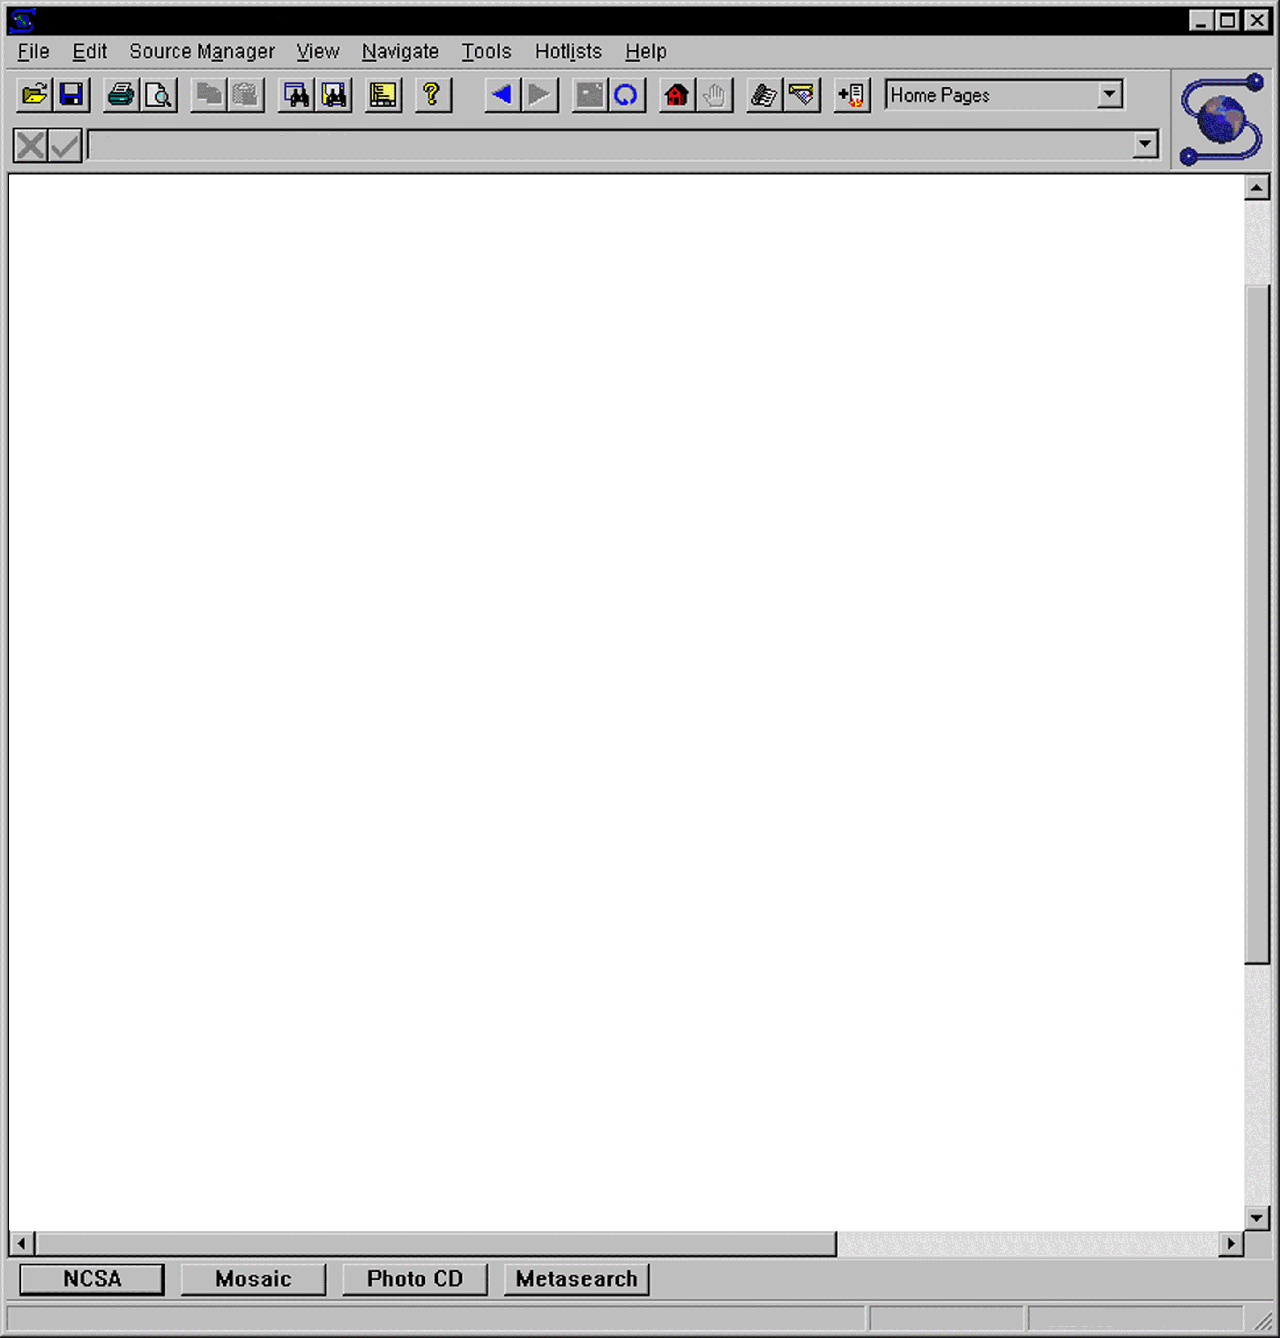 File Edit Source Manager View Navigate Tools Hotlists Help
Home Pages
NCSA Mosaic Photo CD Metasearch